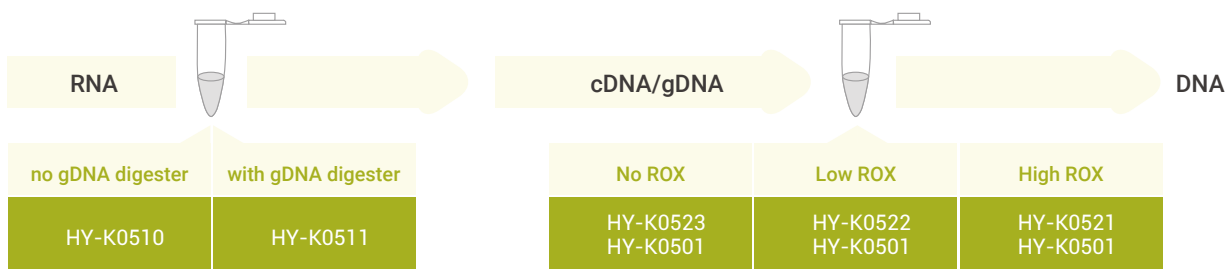 RNA
cDNA/gDNA
DNA
no gDNA digester
with gDNA digester
HY-K0510
HY-K0511
No ROX
Low ROX
High ROX
HY-K0523
HY-K0501
HY-K0522
HY-K0501
HY-K0521
HY-K0501